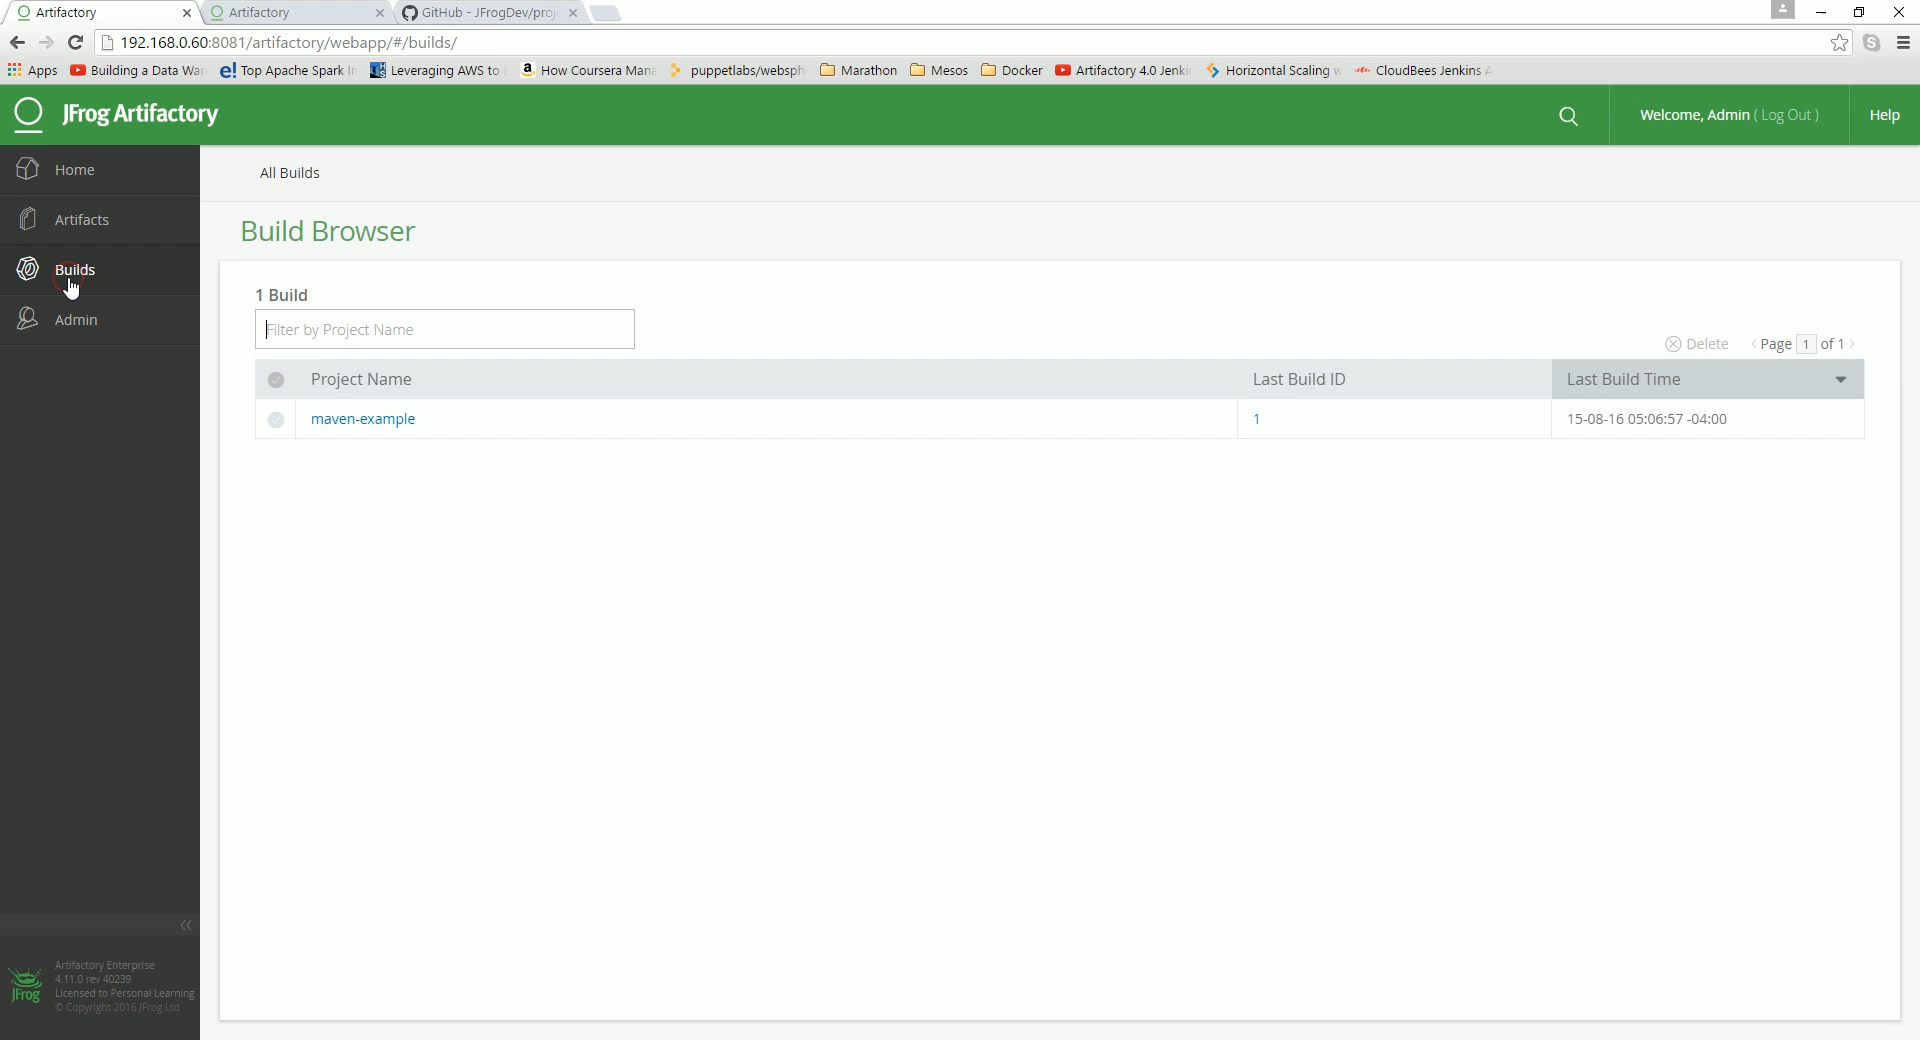 Artifactory
Artifactory
GitHub - JFrogDev/proj
192.168.0.60:8081/artifactory/webapp/#/builds/
Apps
Building a Data War
Top Apache Spark In
Leveraging AWS to
How Coursera Mana
puppetlabs/websph
Marathon
Mesos
Docker
Artifactory 4.0 Jenki
Horizontal Scaling w
CloudBees Jenkins A
JFrog Artifactory
Welcome, Admin ( Log Out )
Help
Home
Artifacts
Builds
Admin
All Builds
Build Browser
1 Build
Filter by Project Name
Delete
Page 1 of 1
Project Name
Last Build ID
Last Build Time
maven-example
1
15-08-16 05:06:57 -04:00
JFrog
Artifactory Enterprise
4.11.0 rev 40239
Licensed to Personal Learning
© Copyright 2016 JFrog Ltd